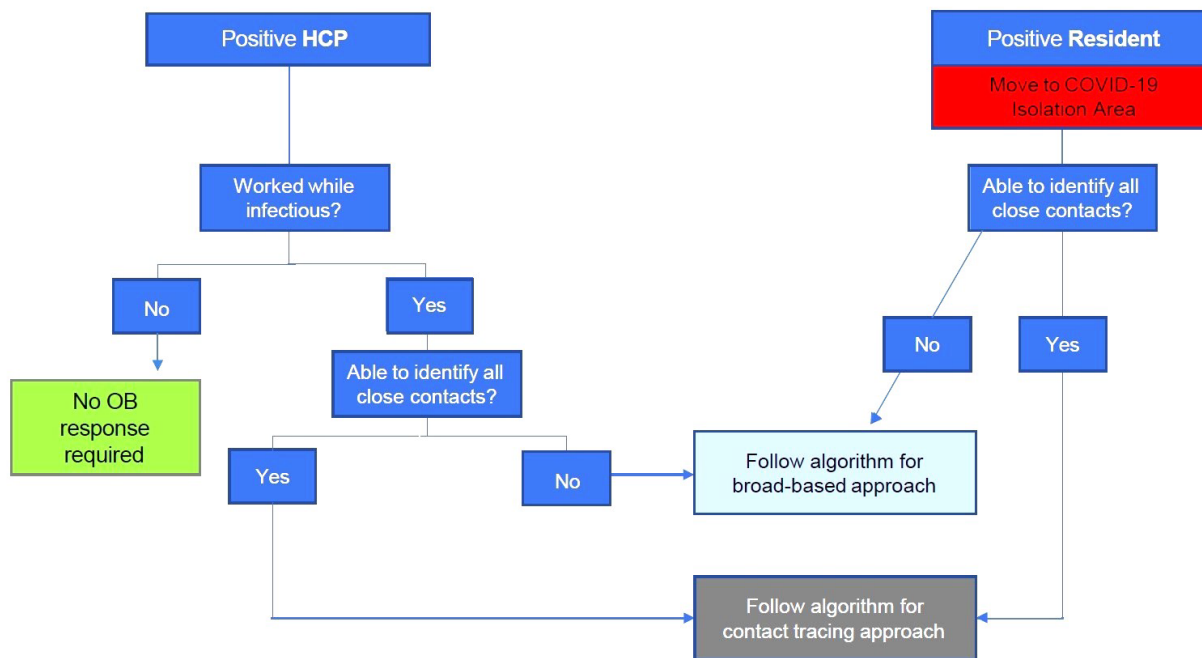 Positive HCP
Positive Resident
Move to COVID-19
Isolation Area
Worked while
infectious?
Able to identify all
close contacts?
No
Yes
No
Yes
Able to identify all
close contacts?
No OB
response
required
Yes
No
Follow algorithm for
broad-based approach
Follow algorithm for
contact tracing approach